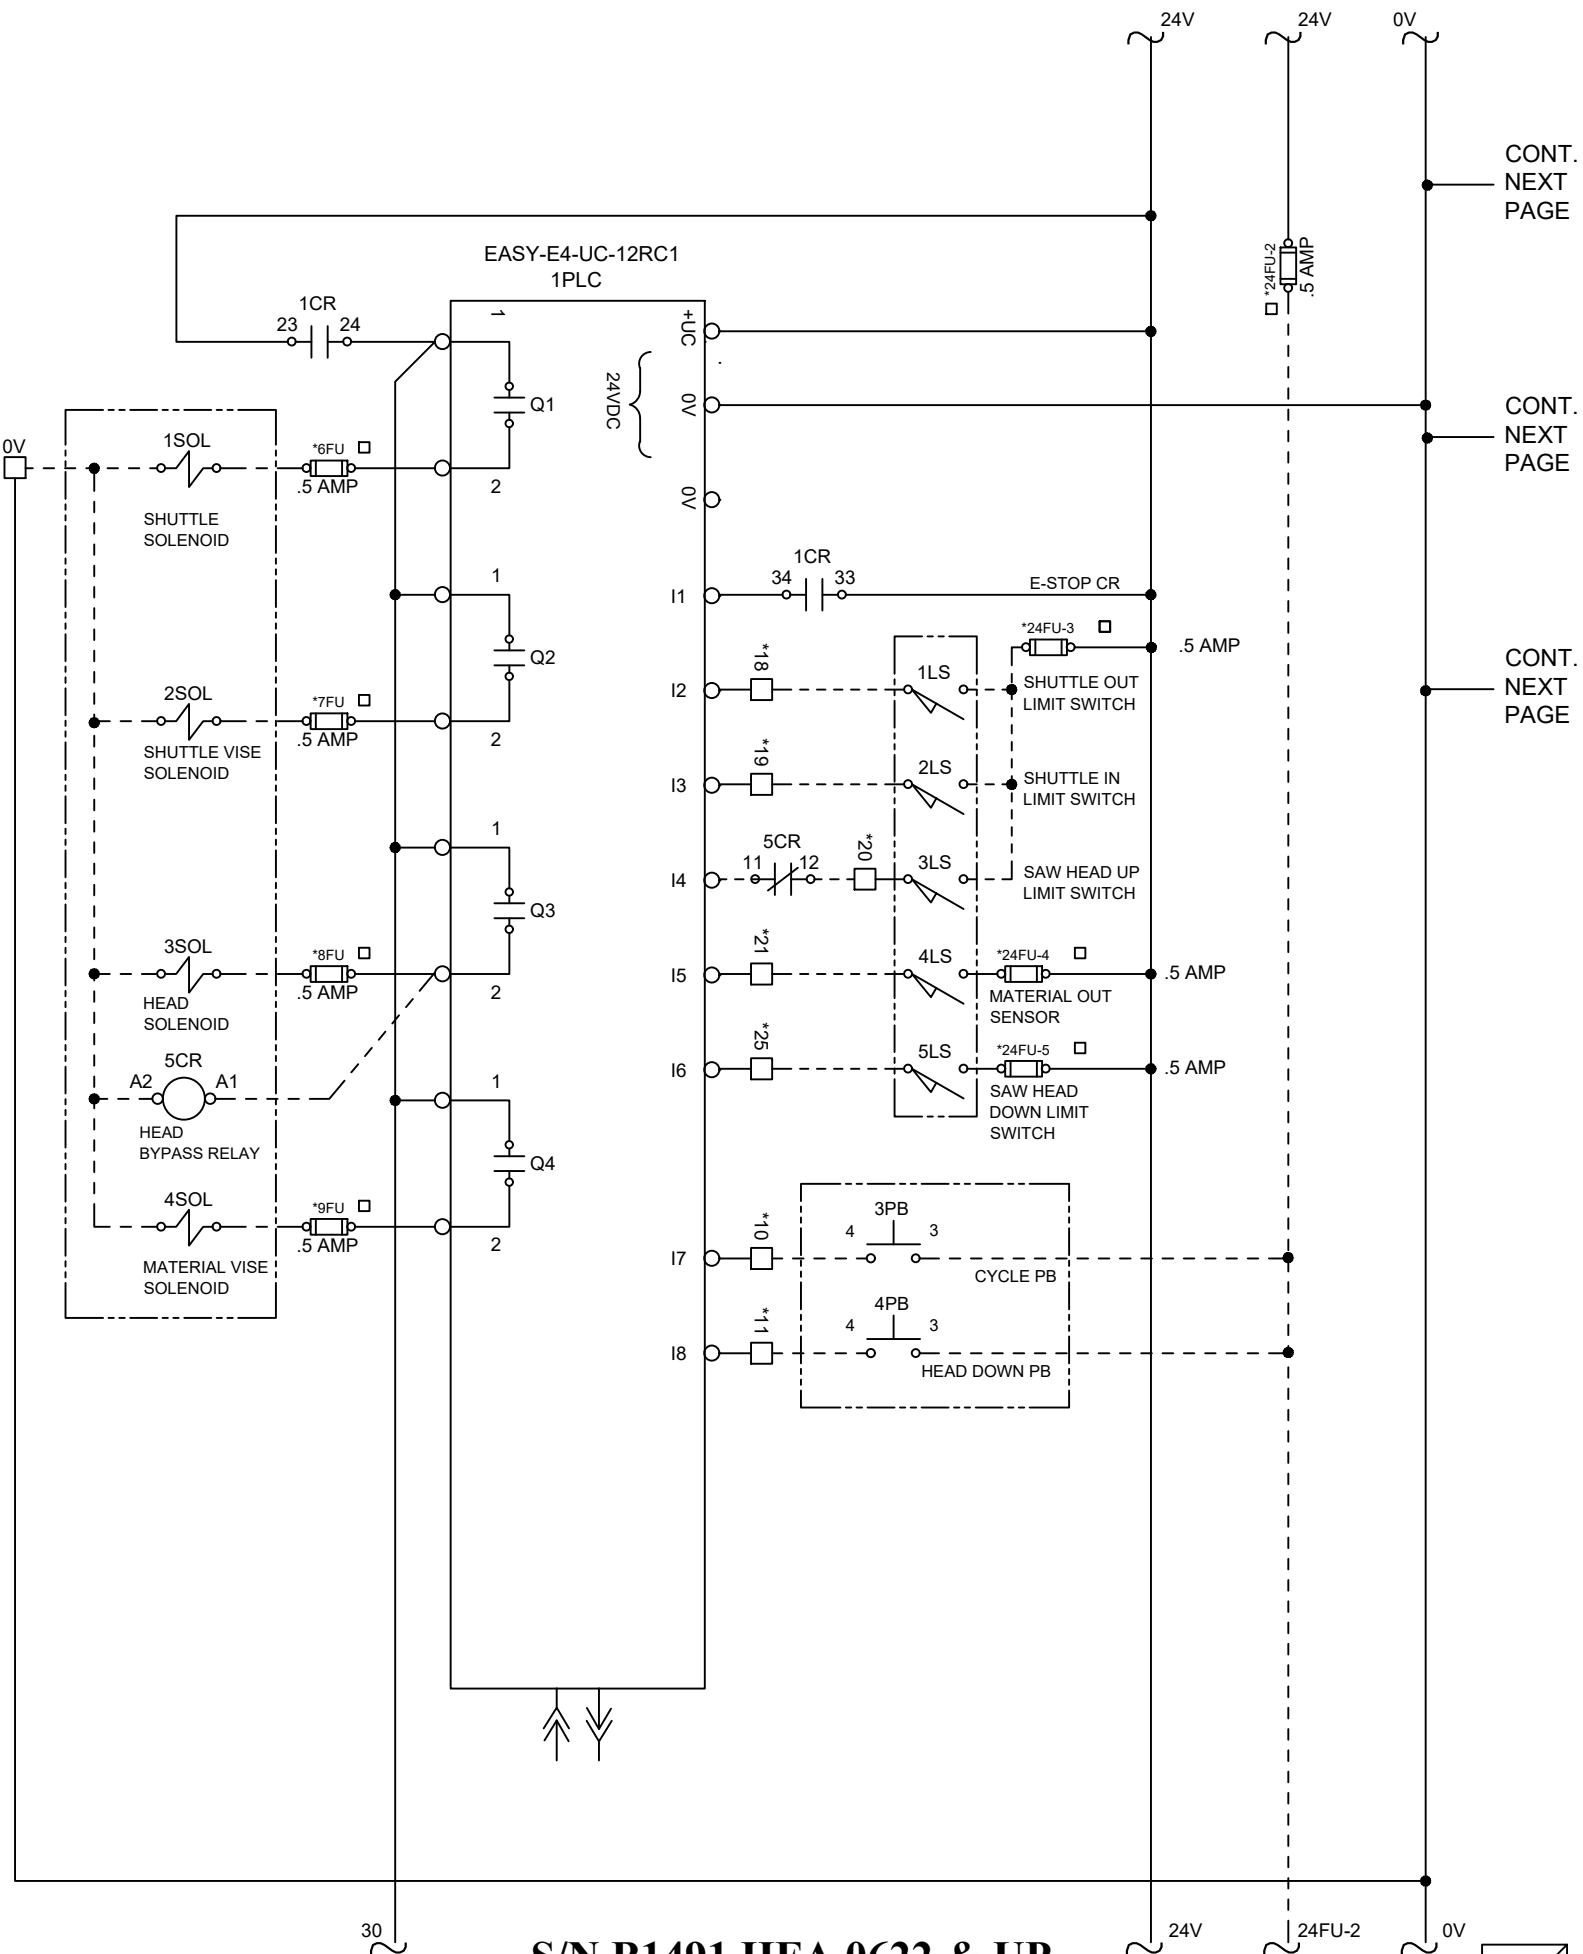 24V
24V
0V
CONT.
NEXT
PAGE
*24FU-2
.5 AMP
EASY-E4-UC-12RC1
1PLC
1CR
23
24
1
+UC
24VDC
0V
Q1
CONT.
NEXT
PAGE
0V
1SOL
*6FU
.5 AMP
2
0V
SHUTTLE
SOLENOID
1CR
34
33
E-STOP CR
I1
1
*24FU-3
.5 AMP
Q2
*18
1LS
I2
SHUTTLE OUT
LIMIT SWITCH
CONT.
NEXT
PAGE
2SOL
*7FU
.5 AMP
2
SHUTTLE VISE
SOLENOID
*19
2LS
I3
SHUTTLE IN
LIMIT SWITCH
1
5CR
11
12
*20
3LS
I4
SAW HEAD UP
LIMIT SWITCH
Q3
3SOL
*8FU
.5 AMP
2
HEAD
SOLENOID
*21
4LS
*24FU-4
I5
.5 AMP
MATERIAL OUT
SENSOR
5CR
A2
A1
HEAD
BYPASS RELAY
1
*25
5LS
*24FU-5
I6
.5 AMP
SAW HEAD
DOWN LIMIT
SWITCH
Q4
4SOL
*9FU
.5 AMP
2
MATERIAL VISE
SOLENOID
*10
3PB
4
3
I7
CYCLE PB
*11
4PB
4
3
I8
HEAD DOWN PB
30
24V
24FU-2
0V
S/N B1491 HFA 0622 & UP